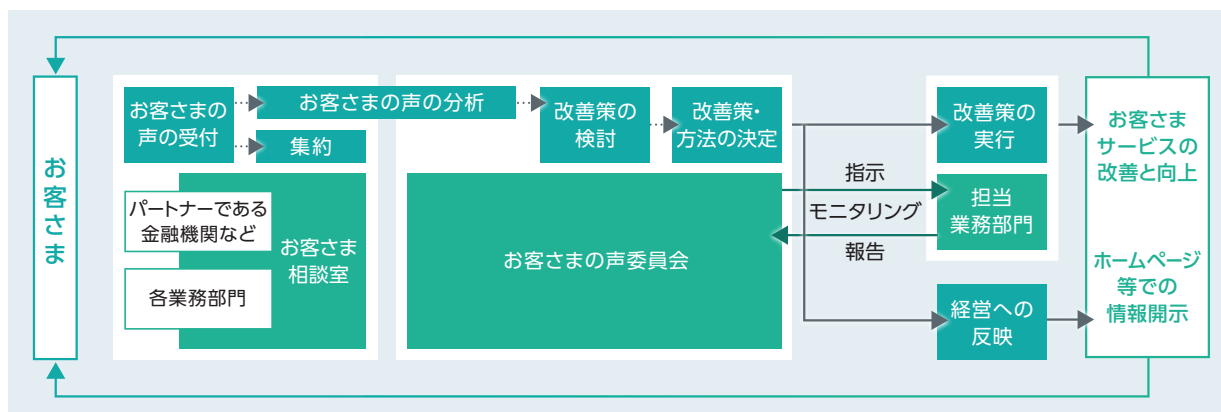 お客さま
お客さまの
声の受付
お客さまの声の分析
集約
パートナーである
金融機関など
各業務部門
お客さま
相談室
改善策の
検討
改善策・
方法の決定
お客さまの声委員会
指示
モニタリング
報告
改善策の
実行
担当
業務部門
経営への
反映
お客さま
サービスの
改善と向上
ホームページ
等での
情報開示